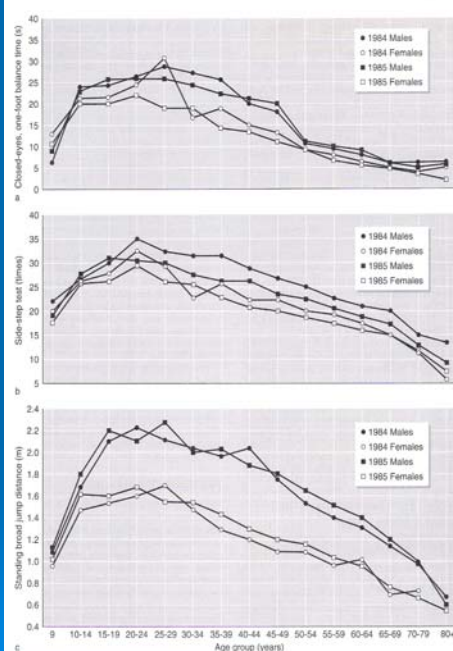 Closed-eyes, one-foot balance time (s)
40
35
30
25
20
15
10
5
0
1984 Males
1984 Females
1985 Males
1985 Females
a
Side-step test (times)
40
35
30
25
20
15
10
5
1984 Males
1984 Females
1985 Males
1985 Females
b
Standing broad jump distance (m)
2.4
2.2
2.0
1.8
1.6
1.4
1.2
1.0
0.8
0.6
0.4
1984 Males
1984 Females
1985 Males
1985 Females
9 10-14 15-19 20-24 25-29 30-34 35-39 40-44 45-49 50-54 55-59 60-64 65-69 70-79 80+
c
Age group (years)